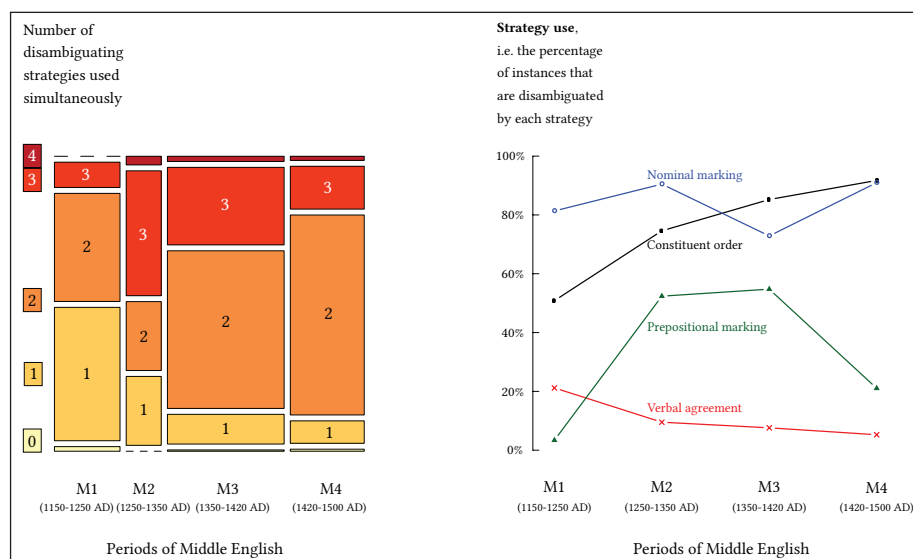 Number of
disambiguating
strategies used
simultaneously
4
3
2
1
0
3
2
1
3
2
1
3
2
1
3
2
1
M1
M2
M3
M4
(1150-1250 AD)
(1250-1350 AD)
(1350-1420 AD)
(1420-1500 AD)
Periods of Middle English
Strategy use,
i.e. the percentage
of instances that
are disambiguated
by each strategy
100%
80%
60%
40%
20%
0%
Nominal marking
Constituent order
Prepositional marking
Verbal agreement
M1
M2
M3
M4
(1150-1250 AD)
(1250-1350 AD)
(1350-1420 AD)
(1420-1500 AD)
Periods of Middle English